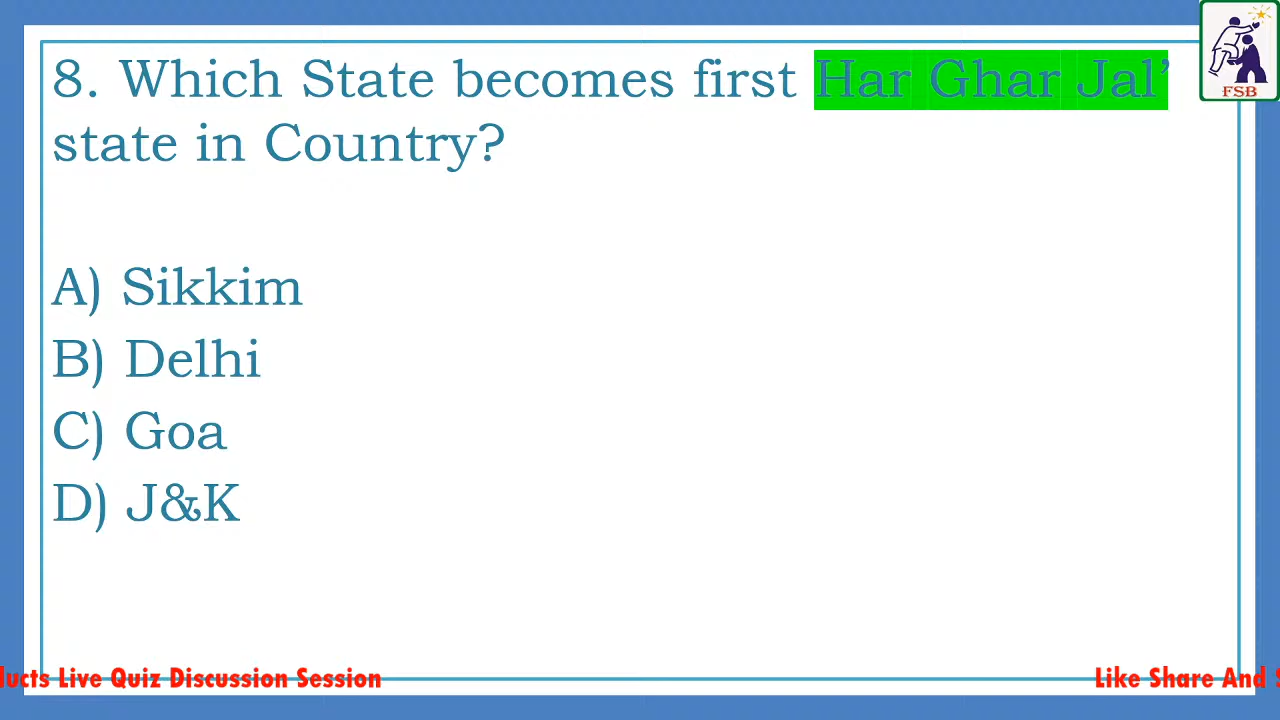 8. Which State becomes first Har Ghar Jal’
state in Country?
A) Sikkim
B) Delhi
C) Goa
D) J&K
FSB
Live Quiz Discussion Session
Like Share And